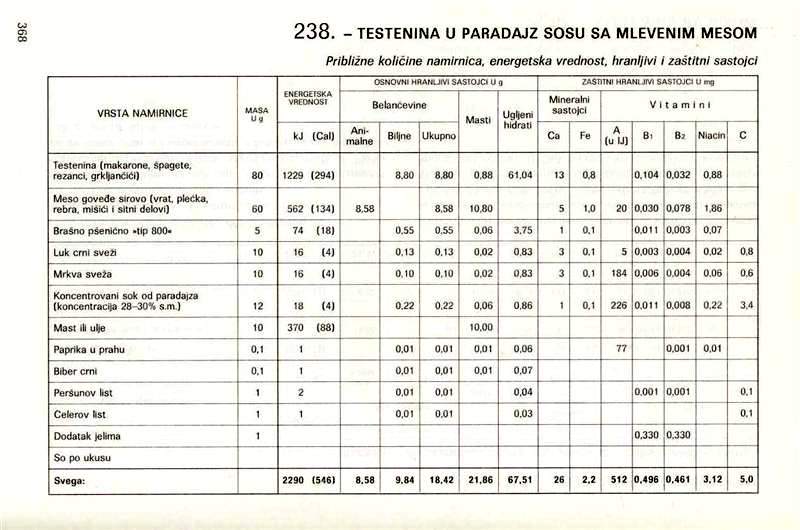 368
238. – TESTENINA U PARADAJZ SOSU SA MLEVENIM MESOM
Približne količine namirnica, energetska vrednost, hranljivi i zaštitni sastojci
VRSTA NAMIRNICE
MASA
U g
ENERGETSKA
VREDNOST
kJ (Cal)
OSNOVNI HRANLJIVI SASTOJCI U g
Belančevine
Ani-
malne
Biljne
Ukupno
Masti
Ugljeni
hidrati
ZAŠTITNI HRANLJIVI SASTOJCI U mg
Mineralni
sastojci
Ca
Fe
Vitamini
A
(u IJ)
B1
B2
Niacin
C
Testenina (makarone, špagete,
rezanci, grkljančići) 80 1229 (294) 8,80 8,80 0,88 61,04 13 0,8 0,104 0,032 0,88
Meso goveđe sirovo (vrat, plećka,
rebra, mišići i sitni delovi) 60 562 (134) 8,58 8,58 10,80 5 1,0 20 0,030 0,078 1,86
Brašno pšenično »tip 800« 5 74 (18) 0,55 0,55 0,06 3,75 1 0,1 0,011 0,003 0,07
Luk crni sveži 10 16 (4) 0,13 0,13 0,02 0,83 3 0,1 5 0,003 0,004 0,02 0,8
Mrkva sveža 10 16 (4) 0,10 0,10 0,02 0,83 3 0,1 184 0,006 0,004 0,06 0,6
Koncentrovani sok od paradajza
(koncentracija 28–30% s.m.) 12 18 (4) 0,22 0,22 0,06 0,86 1 0,1 226 0,011 0,008 0,22 3,4
Mast ili ulje 10 370 (88) 10,00
Paprika u prahu 0,1 1 0,01 0,01 0,01 0,06 77 0,001 0,01
Biber crni 0,1 1 0,01 0,01 0,01 0,07
Peršunov list 1 2 0,01 0,01 0,04 0,001 0,001 0,1
Celerov list 1 1 0,01 0,01 0,03 0,1
Dodatak jelima 1 0,330 0,330
So po ukusu
Svega: 2290 (546) 8,58 9,84 18,42 21,86 67,51 26 2,2 512 0,496 0,461 3,12 5,0